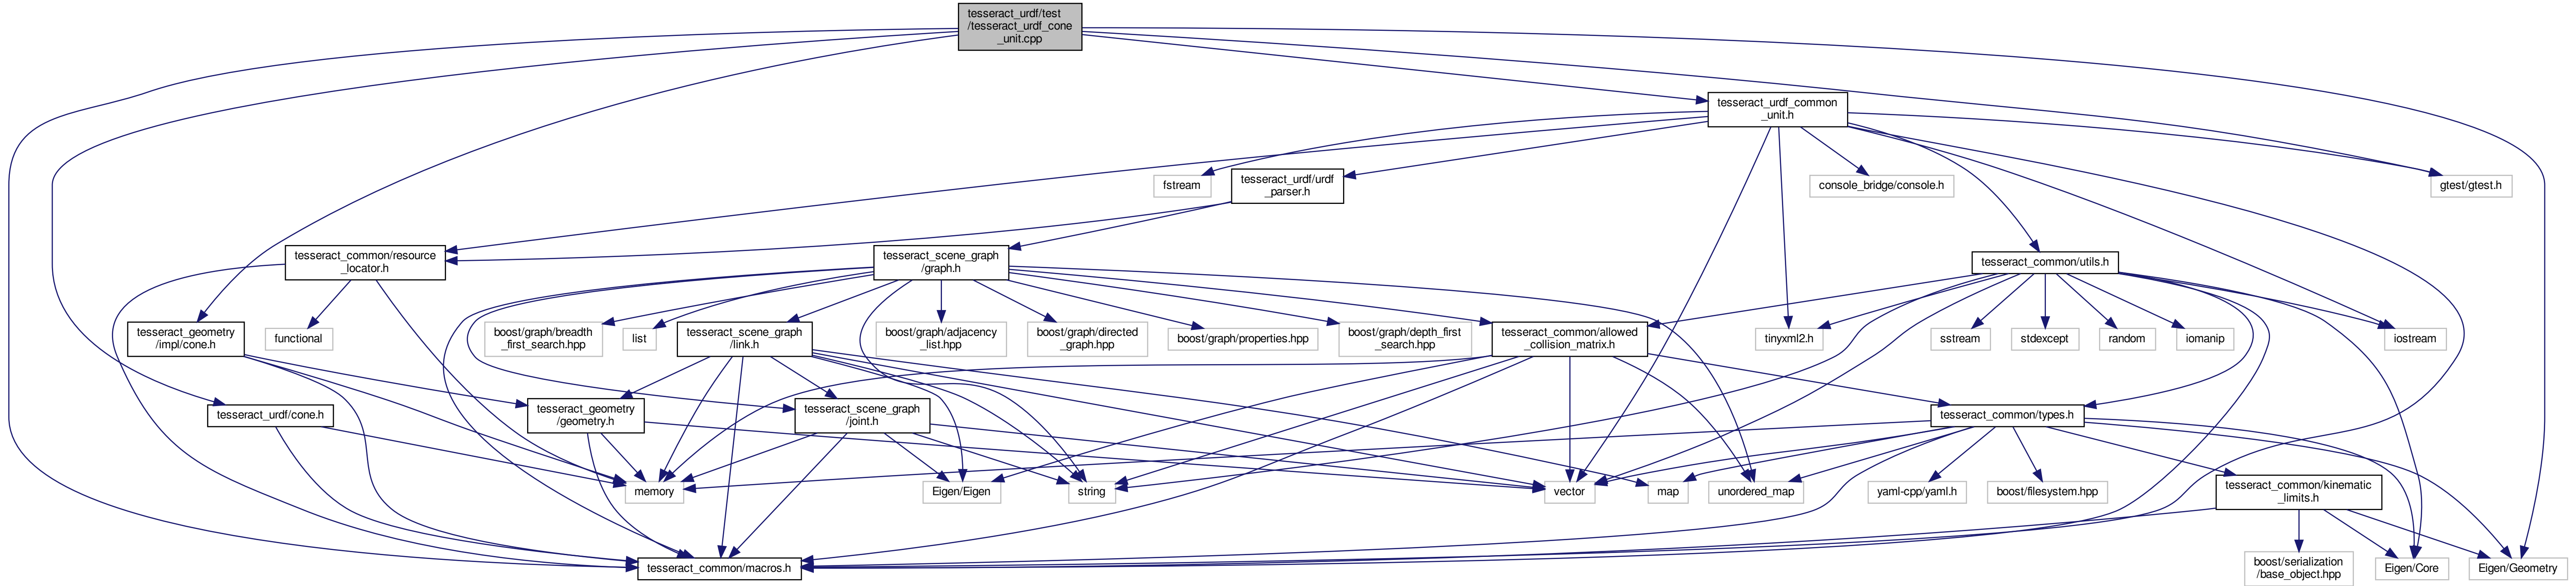 tesseract_urdf/test
/tesseract_urdf_cone
_unit.cpp
tesseract_urdf_common
_unit.h
fstream
tesseract_urdf/urdf
_parser.h
console_bridge/console.h
gtest/gtest.h
tesseract_common/resource
_locator.h
tesseract_scene_graph
/graph.h
tesseract_common/utils.h
tesseract_geometry
/impl/cone.h
functional
boost/graph/breadth
_first_search.hpp
list
tesseract_scene_graph
/link.h
boost/graph/adjacency
_list.hpp
boost/graph/directed
_graph.hpp
boost/graph/properties.hpp
boost/graph/depth_first
_search.hpp
tesseract_common/allowed
_collision_matrix.h
tinyxml2.h
sstream
stdexcept
random
iomanip
iostream
tesseract_urdf/cone.h
tesseract_geometry
/geometry.h
tesseract_scene_graph
/joint.h
tesseract_common/types.h
memory
Eigen/Eigen
string
vector
map
unordered_map
yaml-cpp/yaml.h
boost/filesystem.hpp
tesseract_common/kinematic
_limits.h
tesseract_common/macros.h
boost/serialization
/base_object.hpp
Eigen/Core
Eigen/Geometry